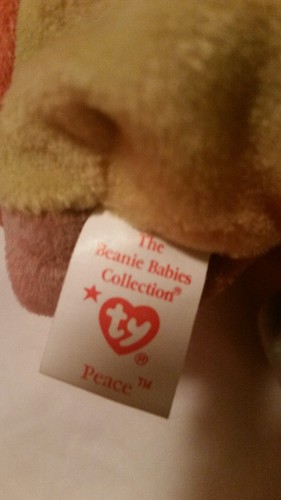 The
Beanie Babies
Collection®
ty®
Peace™